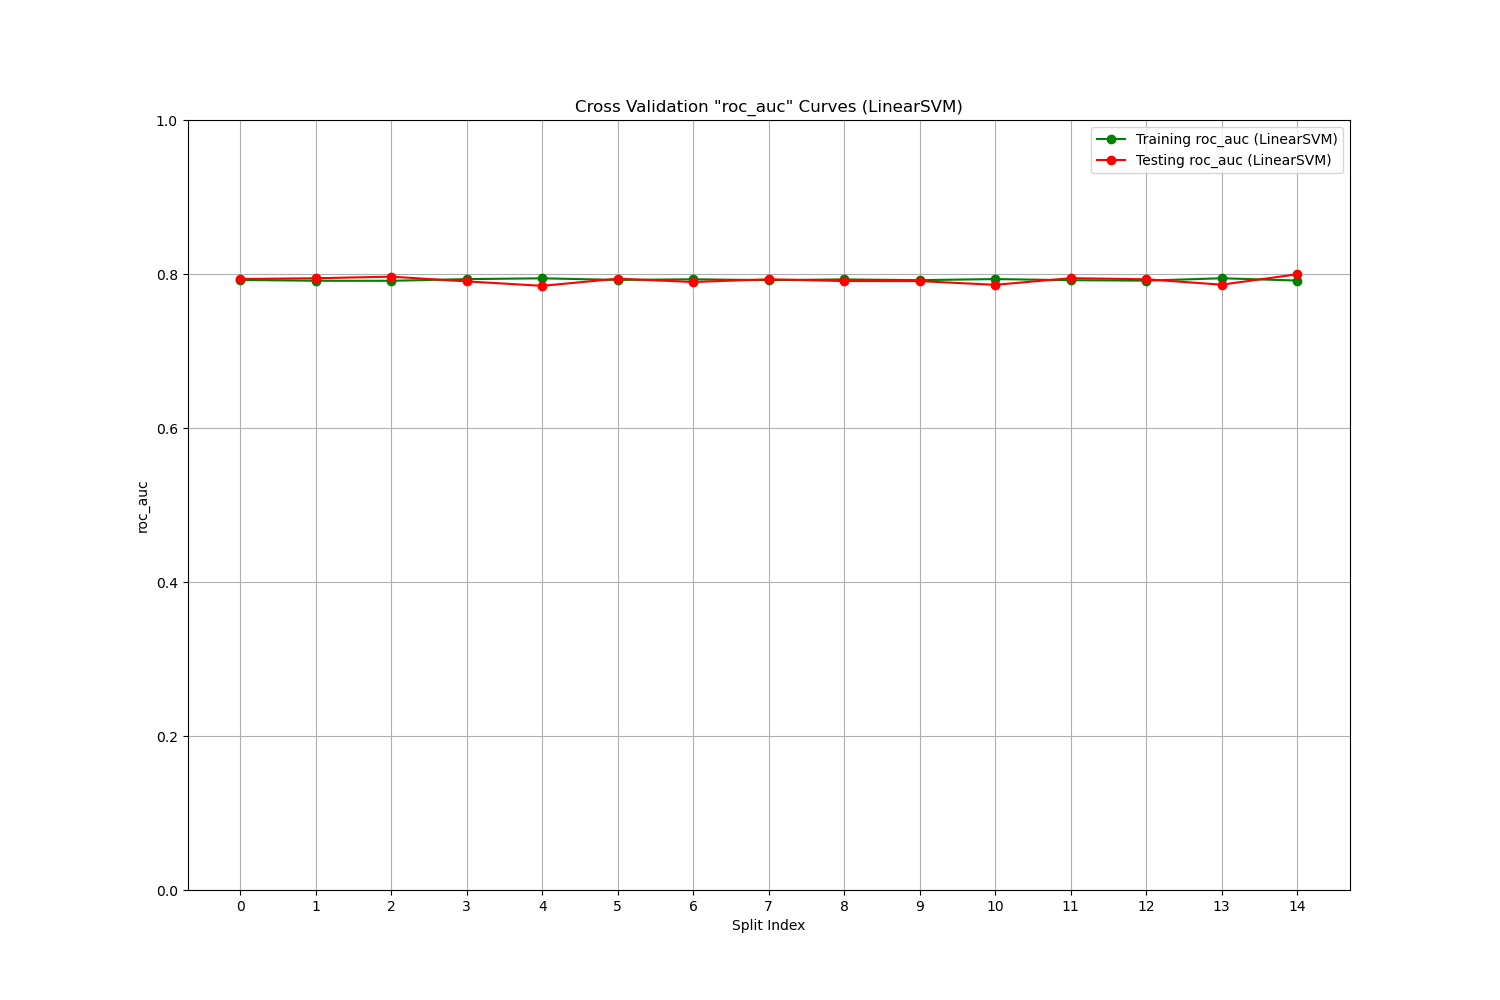 Cross Validation "roc_auc" Curves (LinearSVM)
Training roc_auc (LinearSVM)
Testing roc_auc (LinearSVM)
roc_auc
1.0
0.8
0.6
0.4
0.2
0.0
0 1 2 3 4 5 6 7 8 9 10 11 12 13 14
Split Index